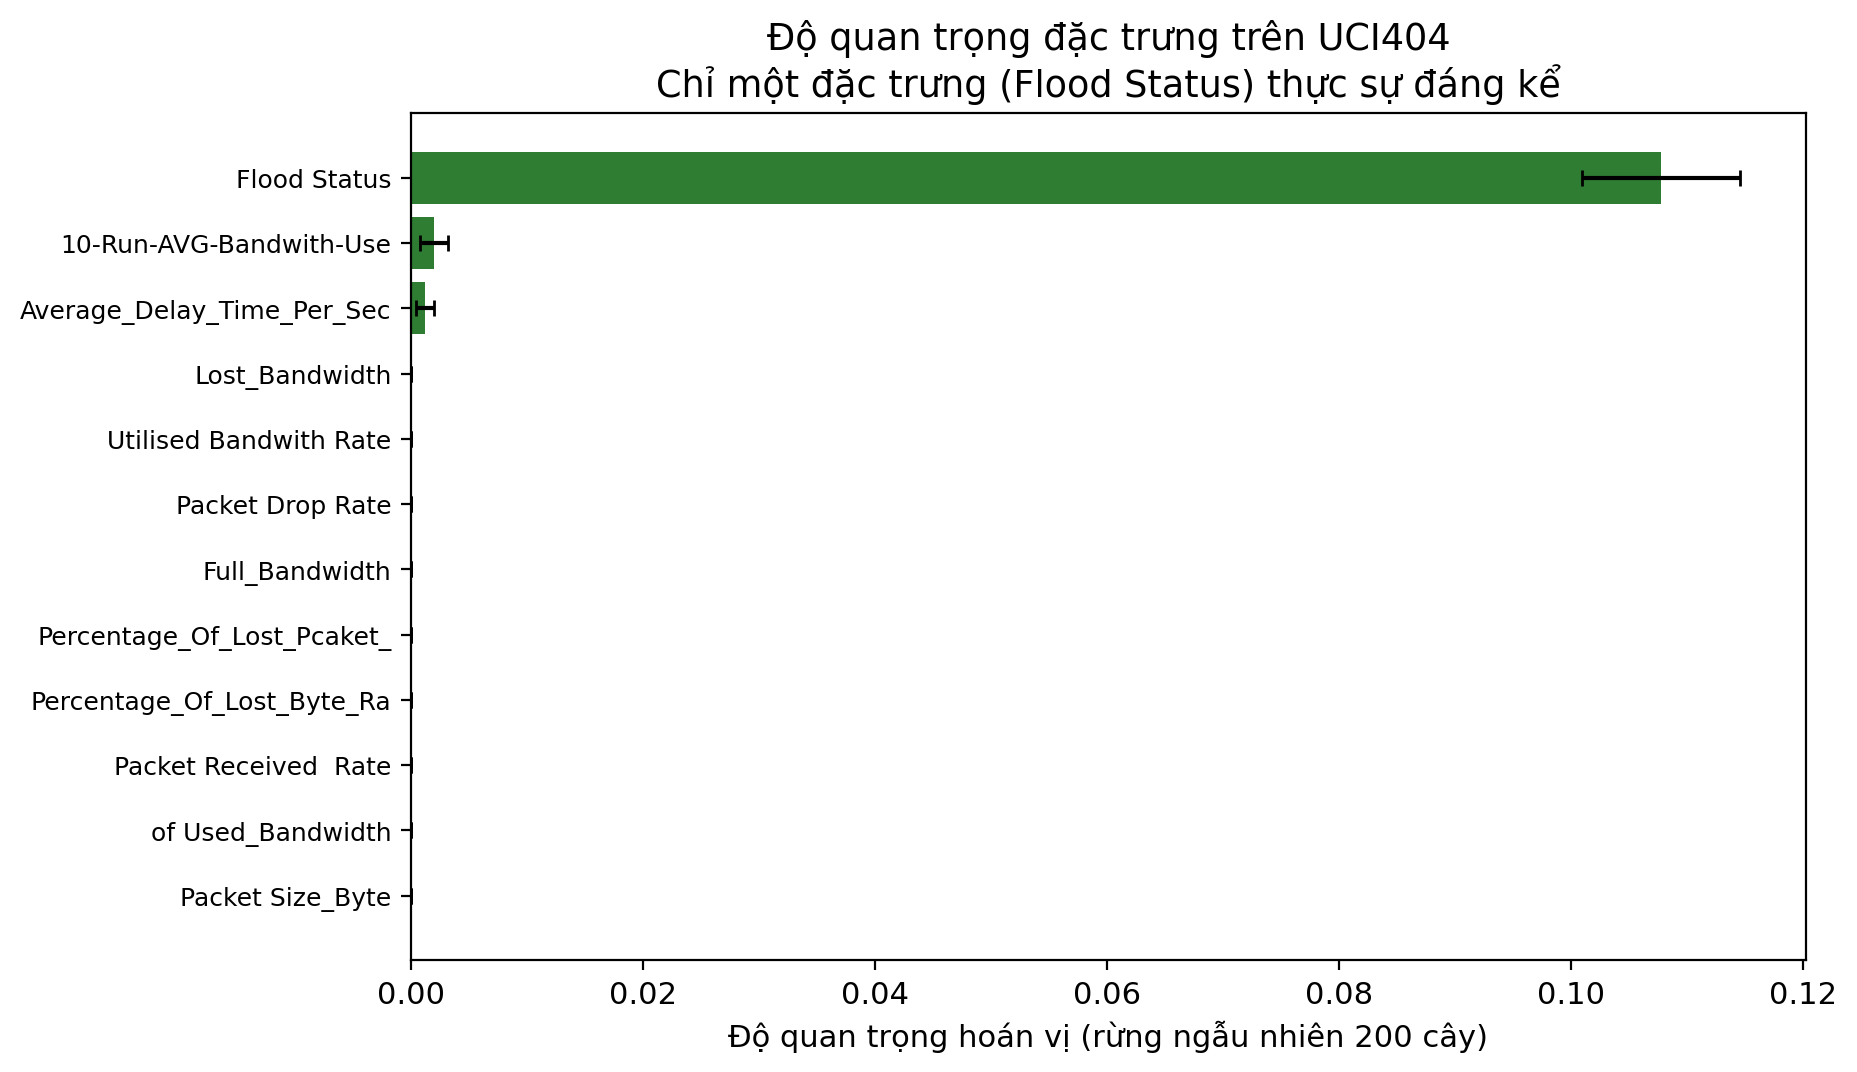 Độ quan trọng đặc trưng trên UCI404
Chỉ một đặc trưng (Flood Status) thực sự đáng kể
Flood Status
10-Run-AVG-Bandwith-Use
Average_Delay_Time_Per_Sec
Lost_Bandwidth
Utilised Bandwith Rate
Packet Drop Rate
Full_Bandwidth
Percentage_Of_Lost_Pcaket_
Percentage_Of_Lost_Byte_Ra
Packet Received  Rate
of Used_Bandwidth
Packet Size_Byte
0.00 0.02 0.04 0.06 0.08 0.10 0.12
Độ quan trọng hoán vị (rừng ngẫu nhiên 200 cây)